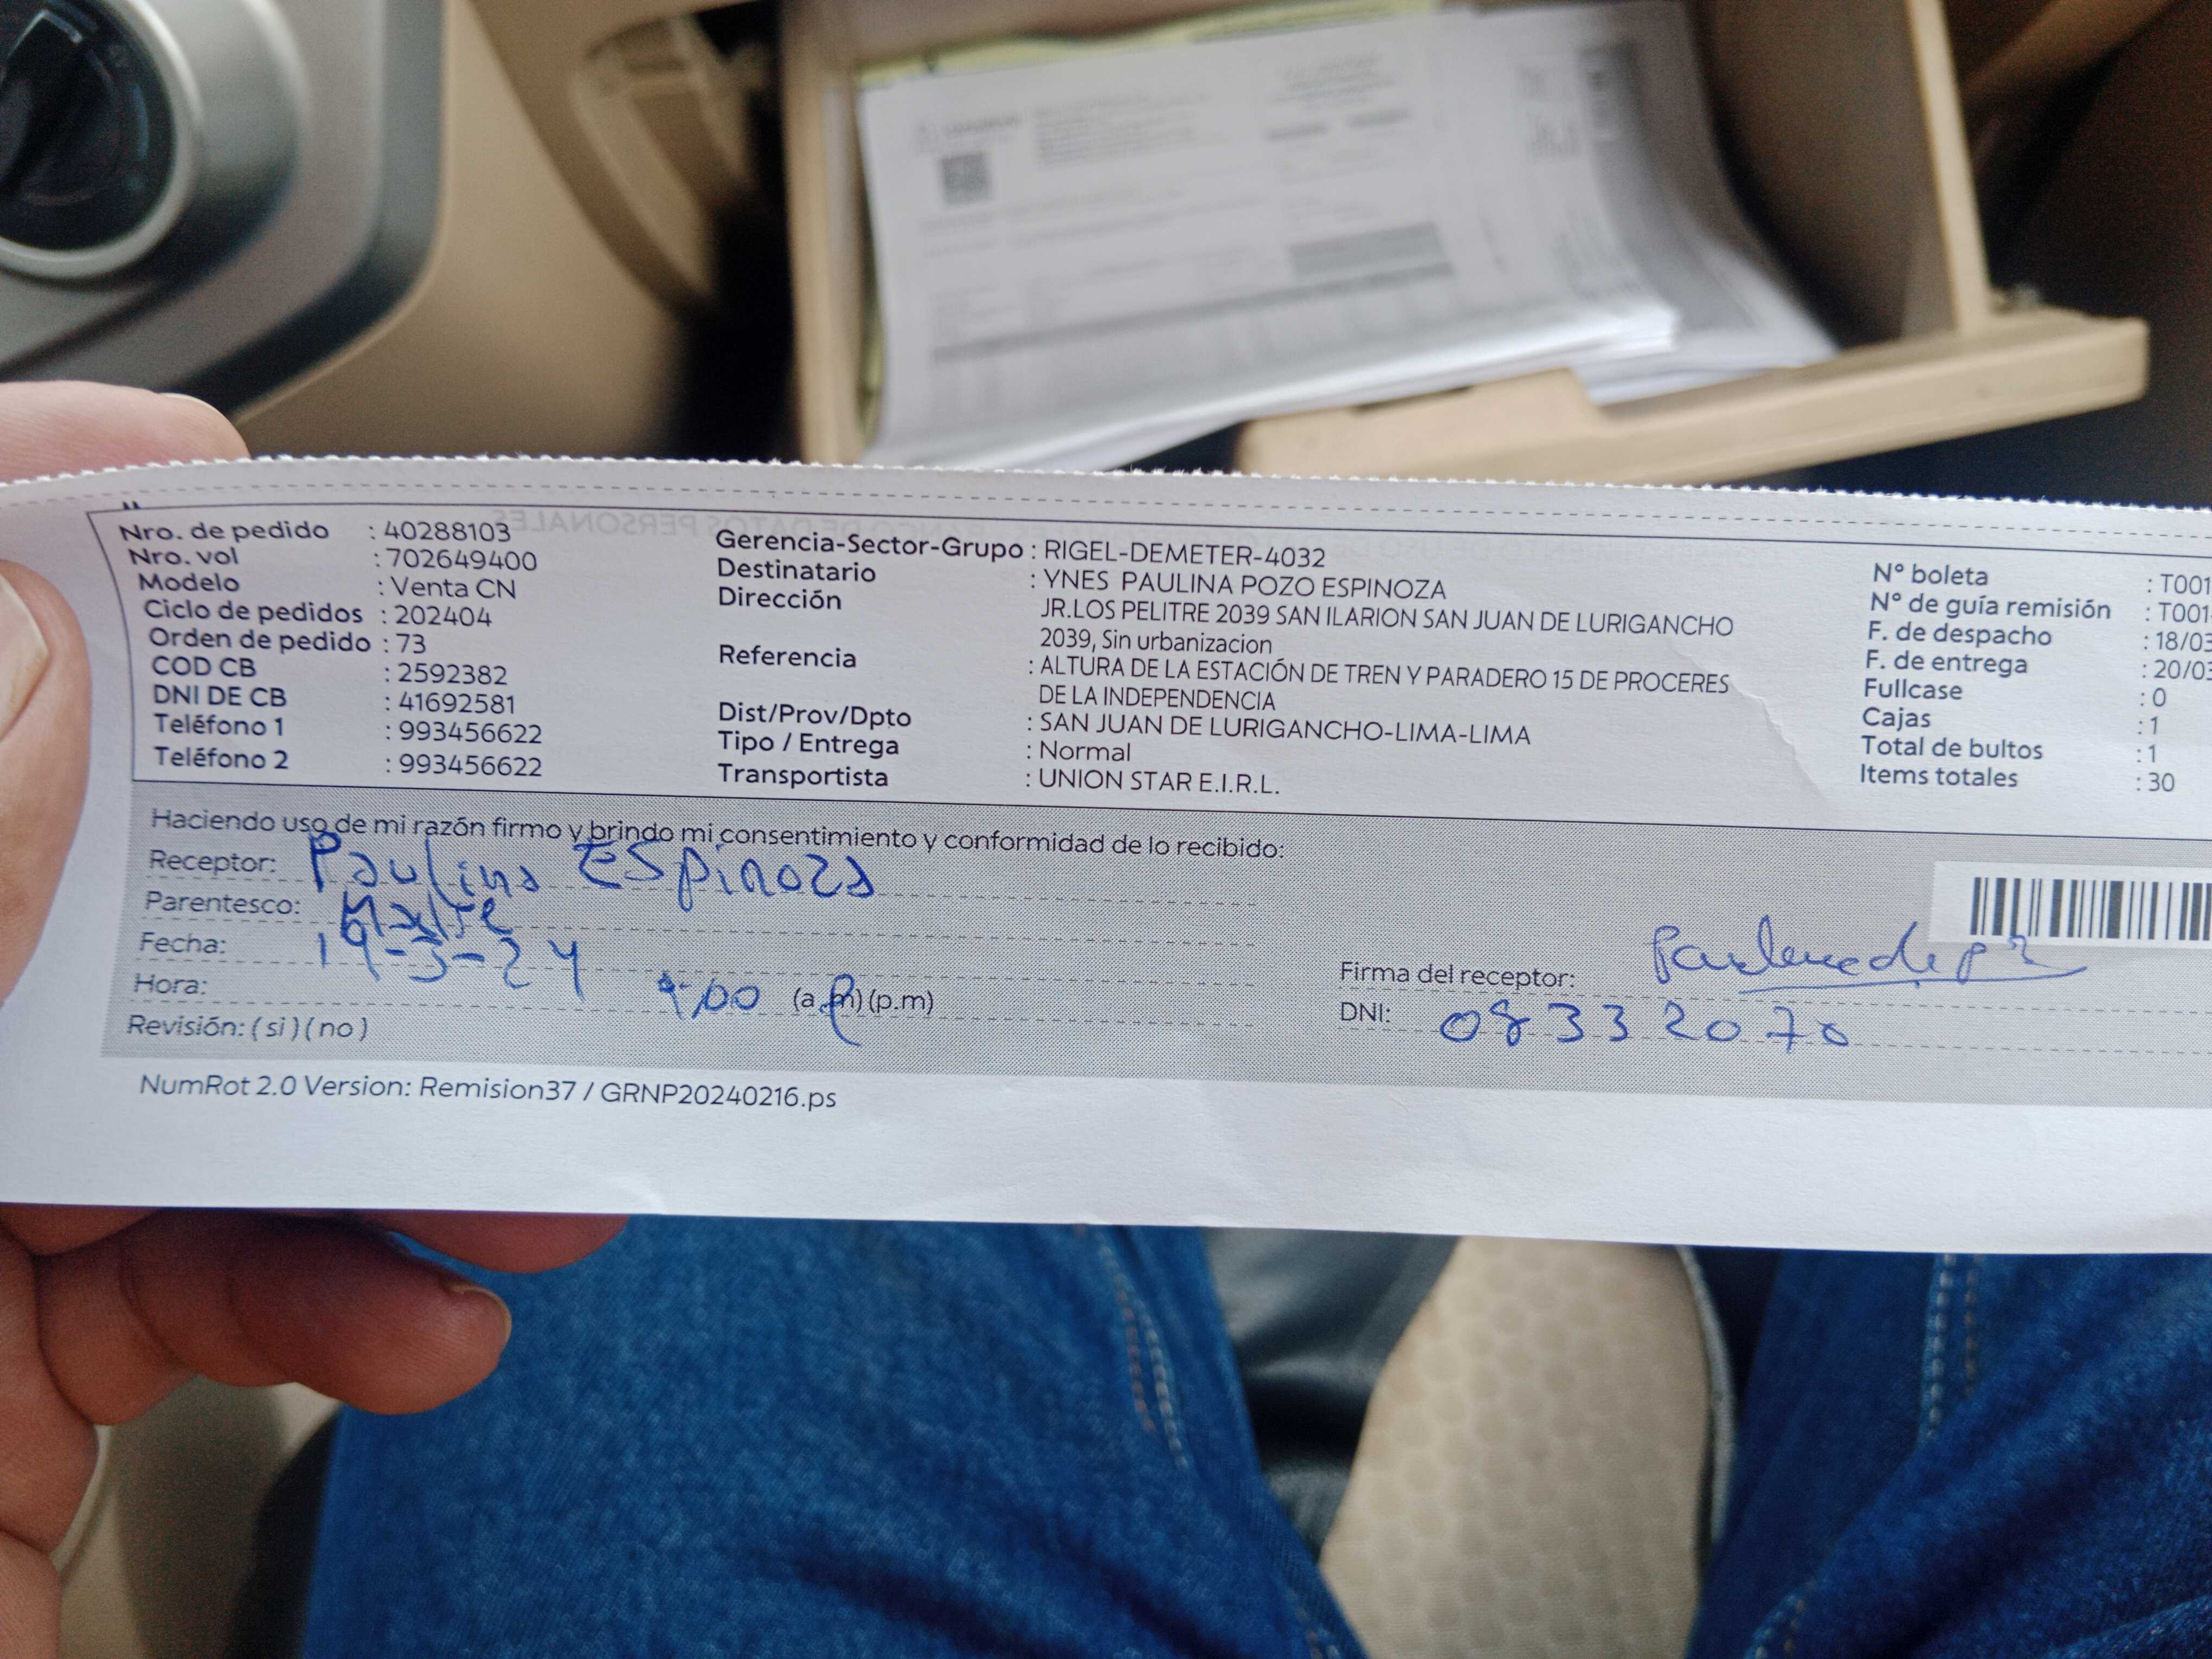 Nro. de pedido : 40288103
Nro. vol : 702649400
Modelo : Venta CN
Ciclo de pedidos : 202404
Orden de pedido : 73
COD CB : 2592382
DNI DE CB : 41692581
Teléfono 1 : 993456622
Teléfono 2 : 993456622
Gerencia-Sector-Grupo : RIGEL-DEMETER-4032
Destinatario : YNES PAULINA POZO ESPINOZA
Dirección JR.LOS PELITRE 2039 SAN ILARION SAN JUAN DE LURIGANCHO
2039, Sin urbanizacion
Referencia : ALTURA DE LA ESTACIÓN DE TREN Y PARADERO 15 DE PROCERES
DE LA INDEPENDENCIA
Dist/Prov/Dpto : SAN JUAN DE LURIGANCHO-LIMA-LIMA
Tipo / Entrega : Normal
Transportista : UNION STAR E.I.R.L.
N° boleta : T001
N° de guía remisión : T001-
F. de despacho : 18/03
F. de entrega : 20/03
Fullcase : 0
Cajas : 1
Total de bultos : 1
Items totales : 30
Haciendo uso de mi razón firmo y brindo mi consentimiento y conformidad de lo recibido:
Receptor: Paulina Espinoza
Parentesco:
Fecha: 19-3-24
Hora: (a.m)(p.m)
Revisión: (si)(no)
Firma del receptor:
DNI: 08332070
NumRot 2.0 Version: Remision37 / GRNP20240216.ps